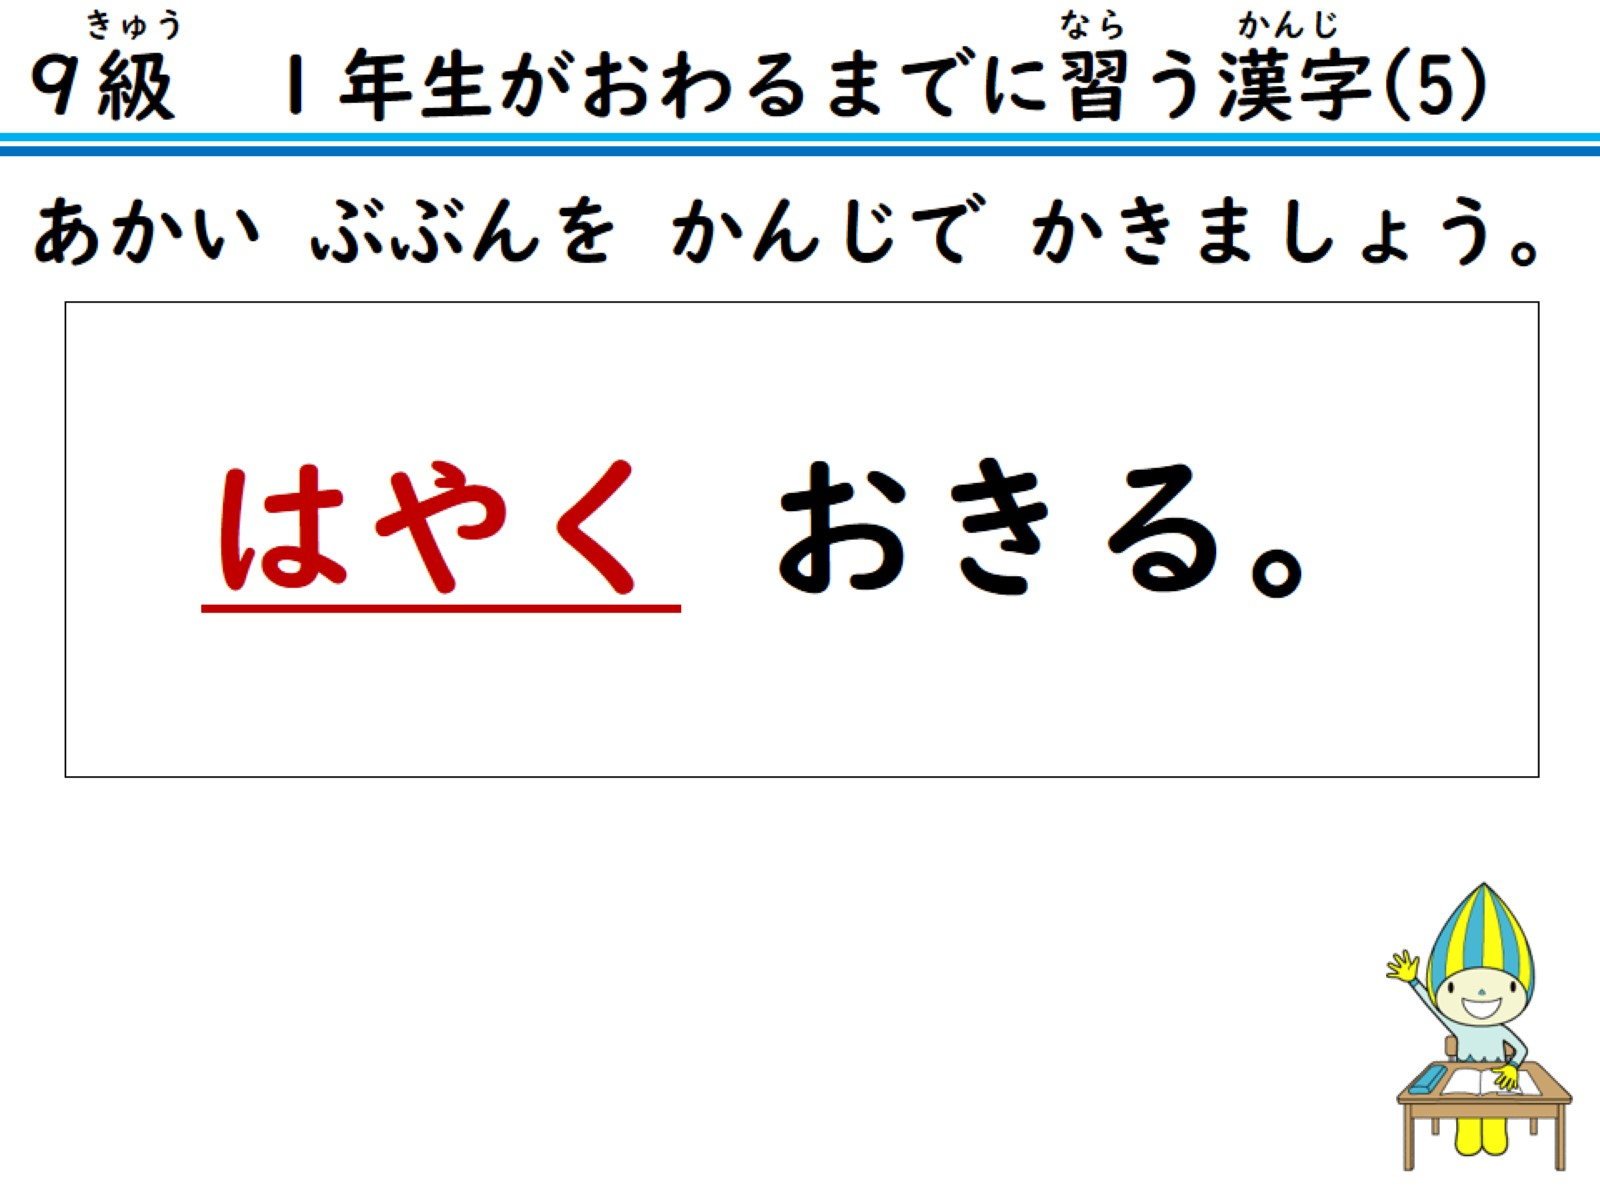 きゅう なら かんじ
9級 1年生がおわるまでに習う漢字(5)
あかい ぶぶんを かんじで かきましょう。
はやく おきる。